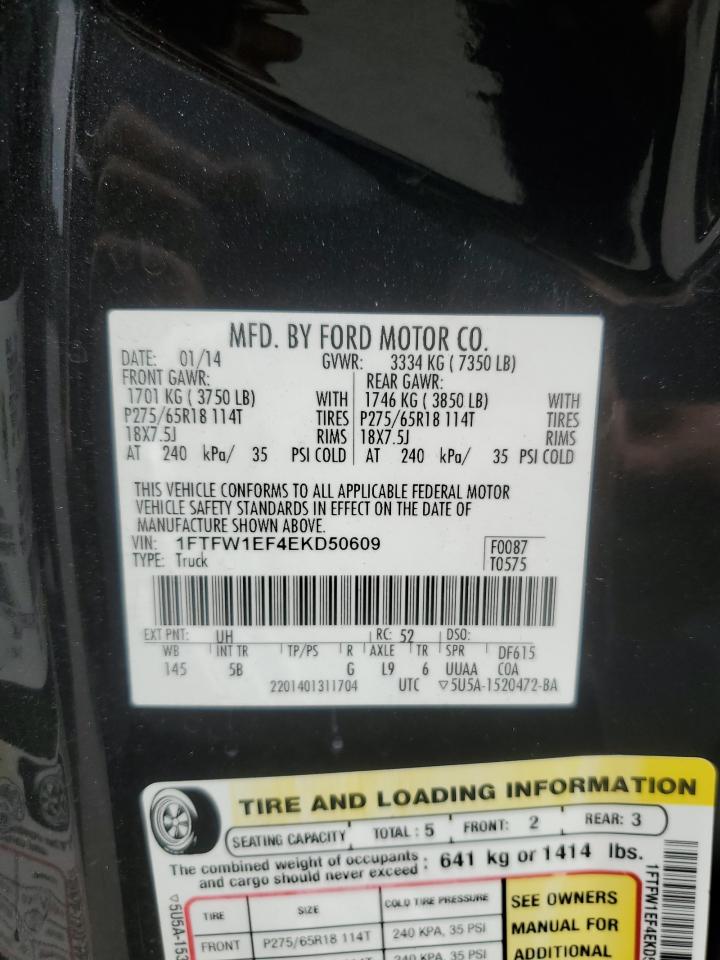 MFD. BY FORD MOTOR CO.
DATE: 01/14 GVWR: 3334 KG ( 7350 LB)
FRONT GAWR: REAR GAWR:
1701 KG ( 3750 LB) WITH 1746 KG ( 3850 LB) WITH
P275/65R18 114T TIRES P275/65R18 114T TIRES
18X7.5J RIMS 18X7.5J RIMS
AT 240 kPa/ 35 PSI COLD AT 240 kPa/ 35 PSI COLD
THIS VEHICLE CONFORMS TO ALL APPLICABLE FEDERAL MOTOR
VEHICLE SAFETY STANDARDS IN EFFECT ON THE DATE OF
MANUFACTURE SHOWN ABOVE.
VIN: 1FTFW1EF4EKD50609 F0087
TYPE: Truck T0575
EXT PNT: UH RC: 52 DSO:
WB INT TR TP/PS R AXLE TR SPR DF615
145 5B G L9 6 UUAA COA
2201401311704 UTC ▽5U5A-1520472-BA
TIRE AND LOADING INFORMATION
SEATING CAPACITY TOTAL : 5 FRONT: 2 REAR: 3
The combined weight of occupants
and cargo should never exceed : 641 kg or 1414 lbs.
TIRE SIZE COLD TIRE PRESSURE
FRONT P275/65R18 114T 240 KPA, 35 PSI
240 KPA, 35 PSI
SEE OWNERS
MANUAL FOR
ADDITIONAL
▽5U5A-153
1FTFW1EF4EKD5